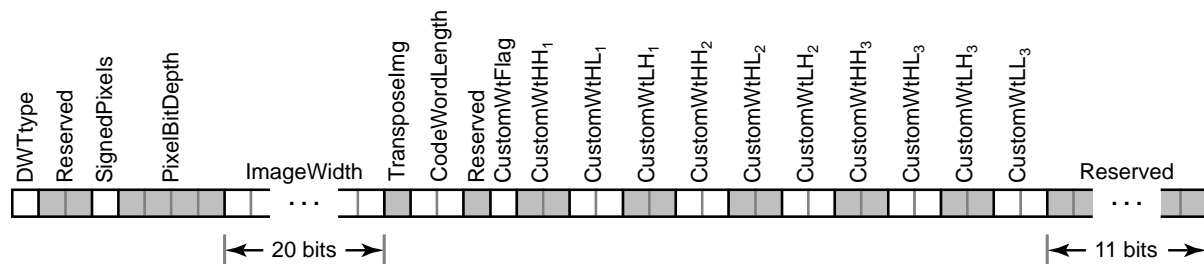 DWTtype
Reserved
SignedPixels
PixelBitDepth
ImageWidth
TransposeImg
CodeWordLength
Reserved
CustomWtFlag
CustomWtHH₁
CustomWtHL₁
CustomWtLH₁
CustomWtHH₂
CustomWtHL₂
CustomWtLH₂
CustomWtHH₃
CustomWtHL₃
CustomWtLH₃
CustomWtLL₃
Reserved
. . .
. . .
20 bits
11 bits